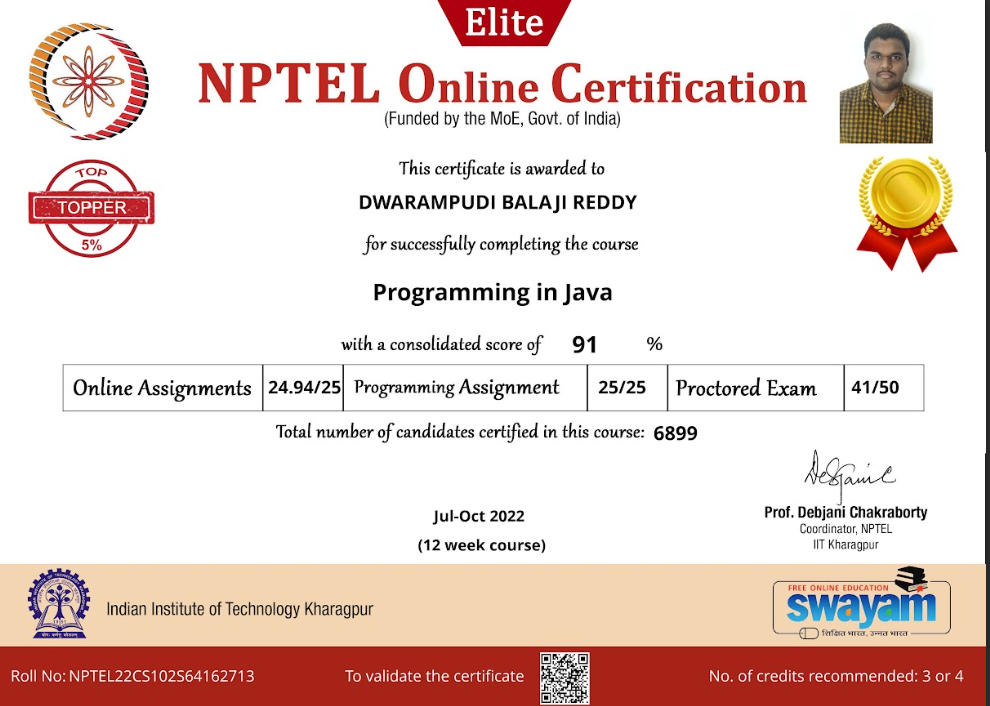 Elite
NPTEL Online Certification
(Funded by the MoE, Govt. of India)
This certificate is awarded to
DWARAMPUDI BALAJI REDDY
TOP
TOPPER
5%
for successfully completing the course
Programming in Java
with a consolidated score of 91 %
Online Assignments 24.94/25 Programming Assignment 25/25 Proctored Exam 41/50
Total number of candidates certified in this course: 6899
Jul-Oct 2022
(12 week course)
Prof. Debjani Chakraborty
Coordinator, NPTEL
IIT Kharagpur
Indian Institute of Technology Kharagpur
FREE ONLINE EDUCATION
swayam
शिक्षित भारत, उन्नत भारत
Roll No: NPTEL22CS102S64162713
To validate the certificate
No. of credits recommended: 3 or 4